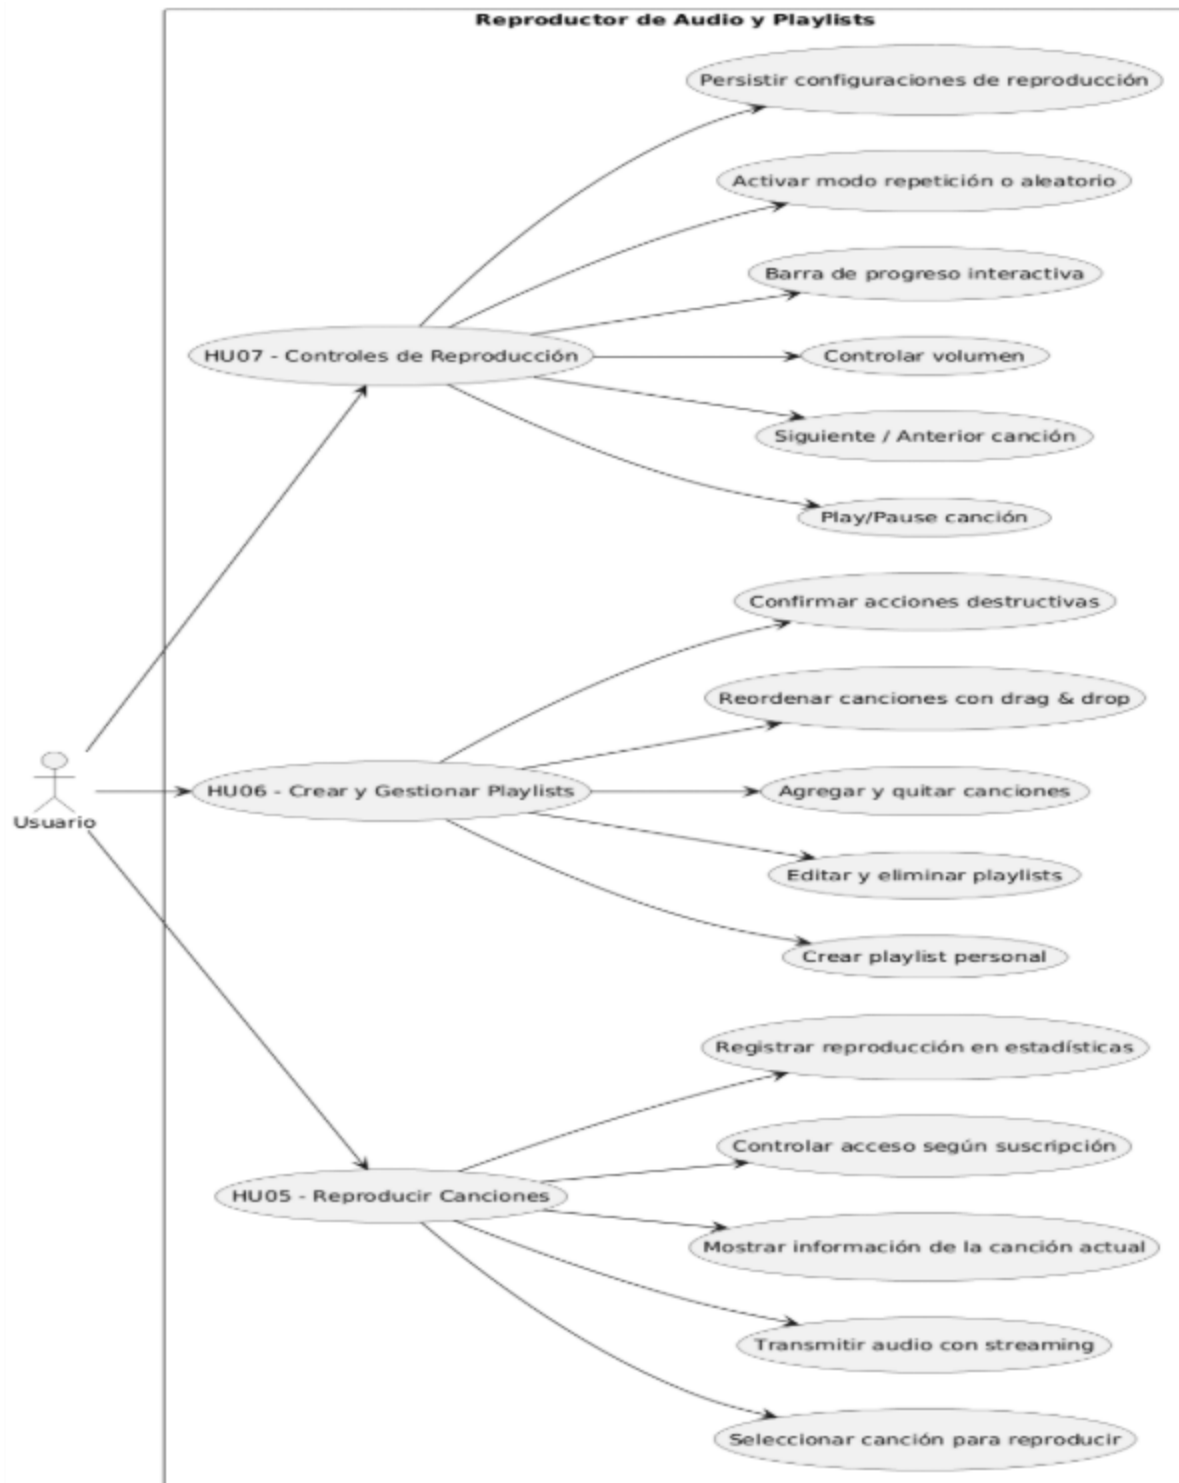 Reproductor de Audio y Playlists
Persistir configuraciones de reproducción
Activar modo repetición o aleatorio
Barra de progreso interactiva
HU07 - Controles de Reproducción
Controlar volumen
Siguiente / Anterior canción
Play/Pause canción
Confirmar acciones destructivas
Reordenar canciones con drag & drop
Usuario
HU06 - Crear y Gestionar Playlists
Agregar y quitar canciones
Editar y eliminar playlists
Crear playlist personal
Registrar reproducción en estadísticas
Controlar acceso según suscripción
HU05 - Reproducir Canciones
Mostrar información de la canción actual
Transmitir audio con streaming
Seleccionar canción para reproducir